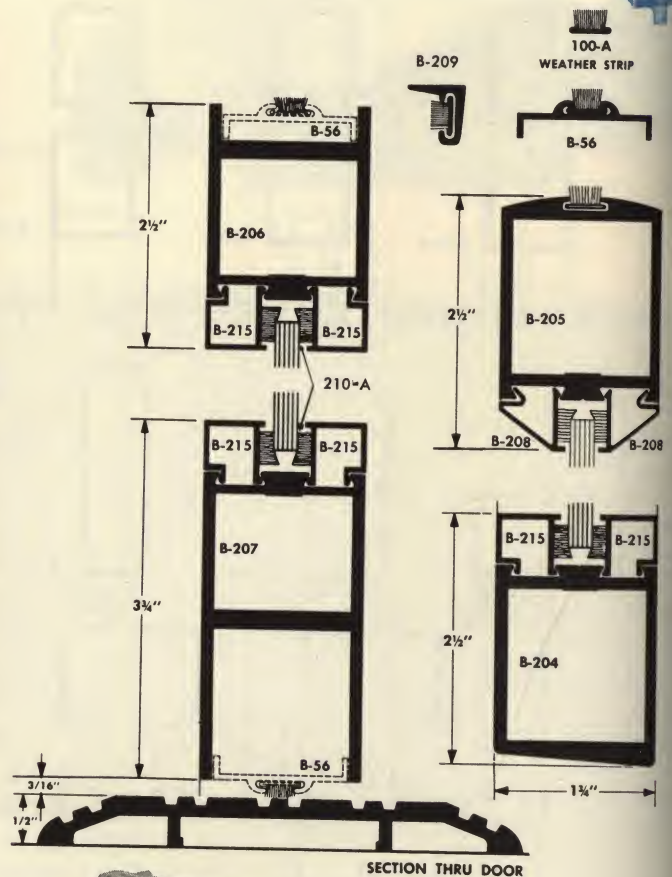 100-A
WEATHER STRIP
B-209
B-56
B-56
2½"
B-206
B-215
B-215
2½"
B-205
210-A
B-208
B-208
B-215
B-215
B-215
B-215
3¾"
B-207
2½"
B-204
B-56
3/16"
1/2"
1¾"
SECTION THRU DOOR